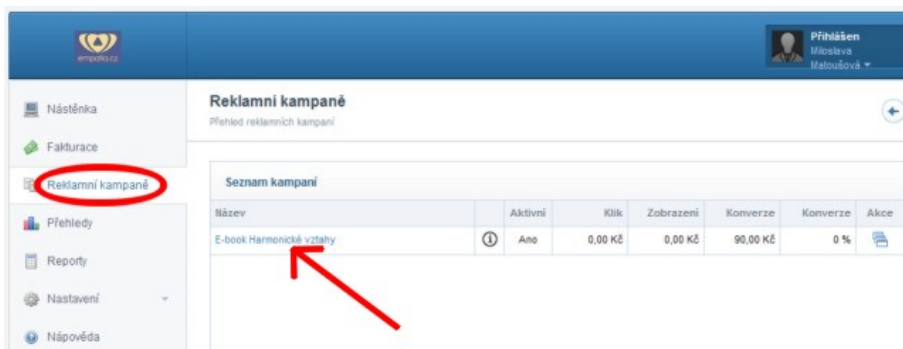 empatio.cz
Přihlášen
Miloslava
Matoušová
Nástěnka
Fakturace
Reklamní kampaně
Přehledy
Reporty
Nastavení
Nápověda
Reklamní kampaně
Přehled reklamních kampaní
Seznam kampaní
Název Aktivní Klik Zobrazení Konverze Konverze Akce
E-book Harmonické vztahy Ano 0,00 Kč 0,00 Kč 90,00 Kč 0 %